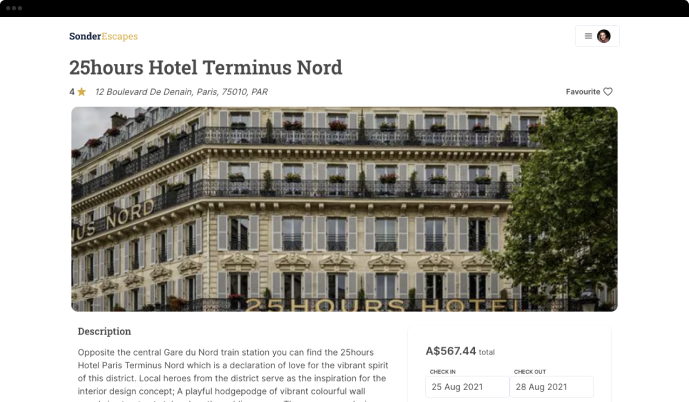 SonderEscapes
25hours Hotel Terminus Nord
4 12 Boulevard De Denain, Paris, 75010, PAR
Favourite
NUS NORD
25HOURS HOTEL
Description
Opposite the central Gare du Nord train station you can find the 25hours
Hotel Paris Terminus Nord which is a declaration of love for the vibrant spirit
of this district. Local heroes from the district serve as the inspiration for the
interior design concept; A playful hodgepodge of vibrant colourful wall
A$567.44 total
CHECK IN
CHECK OUT
25 Aug 2021
28 Aug 2021